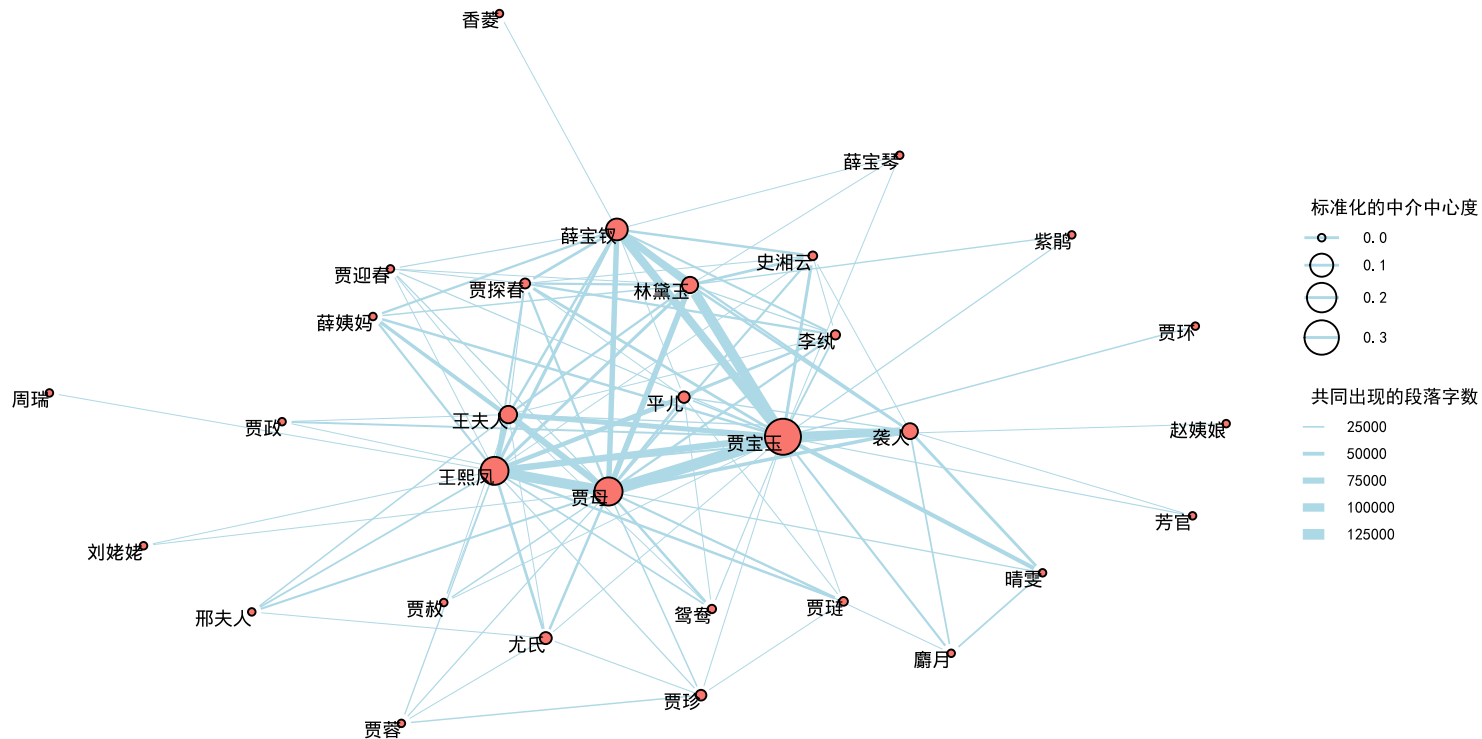 香菱
薛宝琴
薛宝钗
紫鹃
史湘云
贾迎春
贾探春
林黛玉
薛姨妈
贾环
李纨
周瑞
平儿
王夫人
贾政
贾宝玉
袭人
赵姨娘
王熙凤
贾母
芳官
刘姥姥
晴雯
邢夫人
贾赦
鸳鸯
贾琏
尤氏
麝月
贾珍
贾蓉
标准化的中介中心度
0.0
0.1
0.2
0.3
共同出现的段落字数
25000
50000
75000
100000
125000